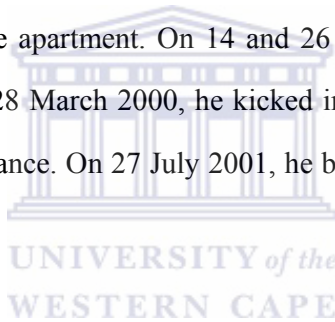 e apartment. On 14 and 26
28 March 2000, he kicked in
ance. On 27 July 2001, he b
UNIVERSITY of the
WESTERN CAPE